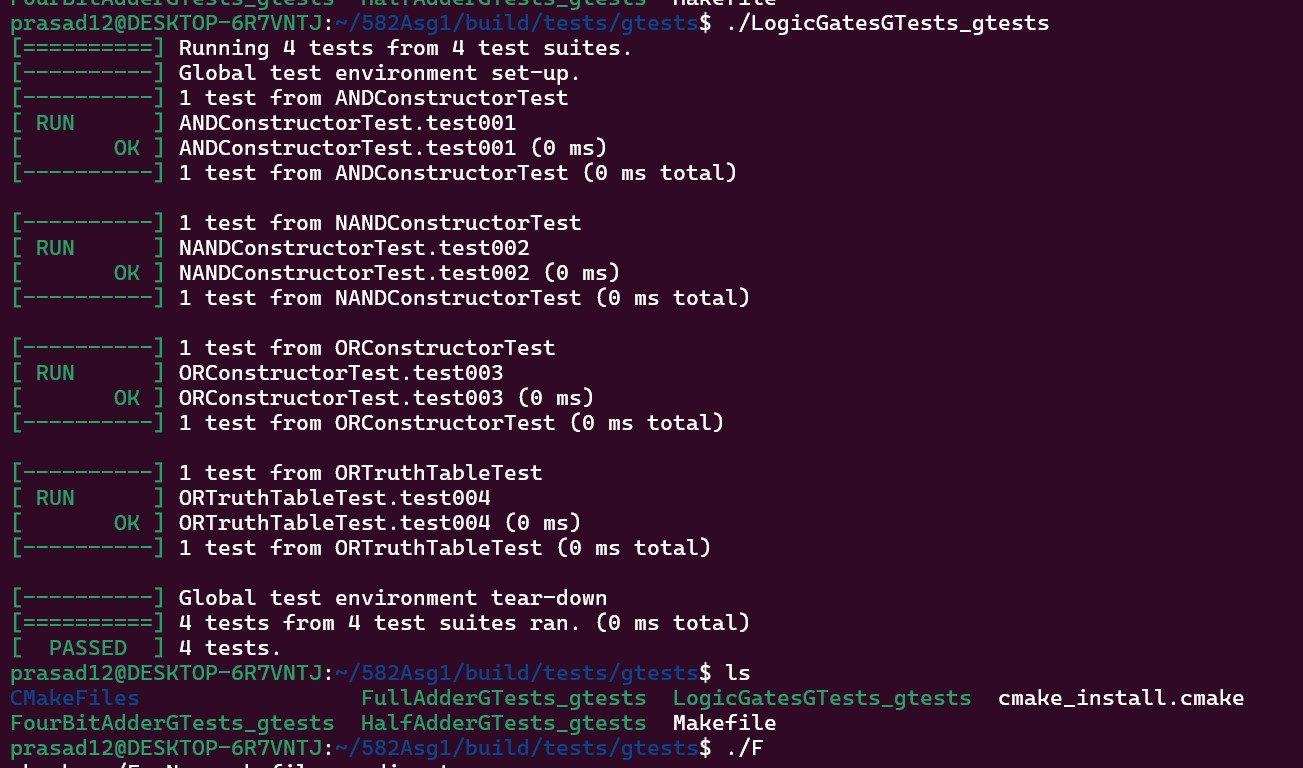 prasad12@DESKTOP-6R7VNTJ:~/582Asg1/build/tests/gtests$ ./LogicGatesGTests_gtests
[==========] Running 4 tests from 4 test suites.
[----------] Global test environment set-up.
[----------] 1 test from ANDConstructorTest
[ RUN      ] ANDConstructorTest.test001
[       OK ] ANDConstructorTest.test001 (0 ms)
[----------] 1 test from ANDConstructorTest (0 ms total)

[----------] 1 test from NANDConstructorTest
[ RUN      ] NANDConstructorTest.test002
[       OK ] NANDConstructorTest.test002 (0 ms)
[----------] 1 test from NANDConstructorTest (0 ms total)

[----------] 1 test from ORConstructorTest
[ RUN      ] ORConstructorTest.test003
[       OK ] ORConstructorTest.test003 (0 ms)
[----------] 1 test from ORConstructorTest (0 ms total)

[----------] 1 test from ORTruthTableTest
[ RUN      ] ORTruthTableTest.test004
[       OK ] ORTruthTableTest.test004 (0 ms)
[----------] 1 test from ORTruthTableTest (0 ms total)

[----------] Global test environment tear-down
[==========] 4 tests from 4 test suites ran. (0 ms total)
[  PASSED  ] 4 tests.
prasad12@DESKTOP-6R7VNTJ:~/582Asg1/build/tests/gtests$ ls
CMakeFiles                 FullAdderGTests_gtests  LogicGatesGTests_gtests  cmake_install.cmake
FourBitAdderGTests_gtests  HalfAdderGTests_gtests  Makefile
prasad12@DESKTOP-6R7VNTJ:~/582Asg1/build/tests/gtests$ ./F